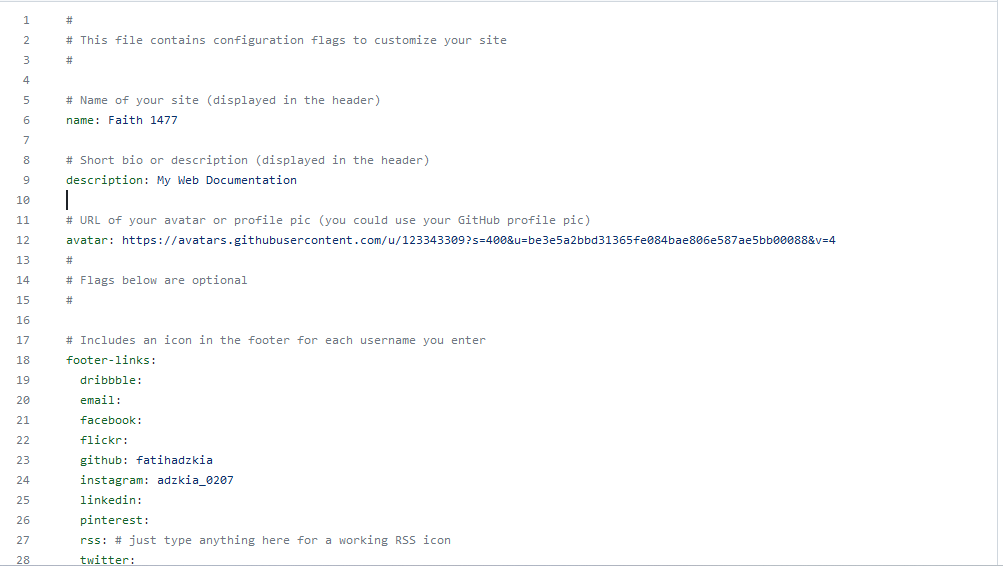 1 #
2 # This file contains configuration flags to customize your site
3 #
4
5 # Name of your site (displayed in the header)
6 name: Faith 1477
7
8 # Short bio or description (displayed in the header)
9 description: My Web Documentation
10
11 # URL of your avatar or profile pic (you could use your GitHub profile pic)
12 avatar: https://avatars.githubusercontent.com/u/123343309?s=400&u=be3e5a2bbd31365fe084bae806e587ae5bb00088&v=4
13 #
14 # Flags below are optional
15 #
16
17 # Includes an icon in the footer for each username you enter
18 footer-links:
19   dribbble:
20   email:
21   facebook:
22   flickr:
23   github: fatihadzkia
24   instagram: adzkia_0207
25   linkedin:
26   pinterest:
27   rss: # just type anything here for a working RSS icon
28   twitter: